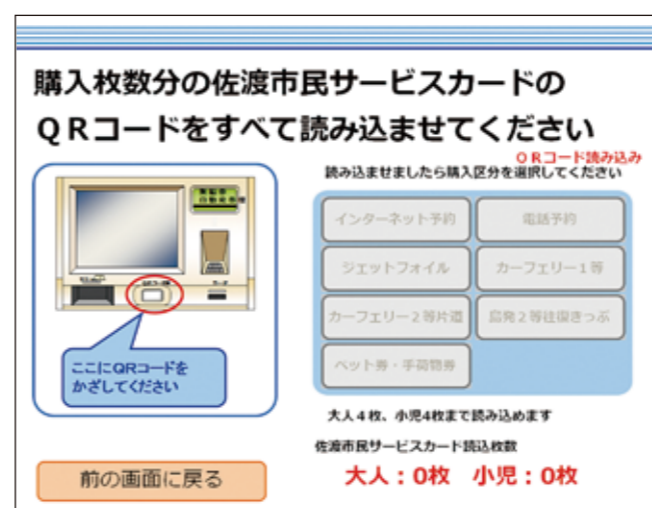 購入枚数分の佐渡市民サービスカードの
QRコードをすべて読み込ませてください
QRコード読み込み
読み込ませましたら購入区分を選択してください
インターネット予約
電話予約
ジェットフォイル
カーフェリー1等
カーフェリー2等片道
島発2等往復きっぷ
ペット券・手荷物券
ここにQRコードを
かざしてください
大人4枚、小児4枚まで読み込めます
佐渡市民サービスカード読込枚数
大人:0枚 小児:0枚
前の画面に戻る